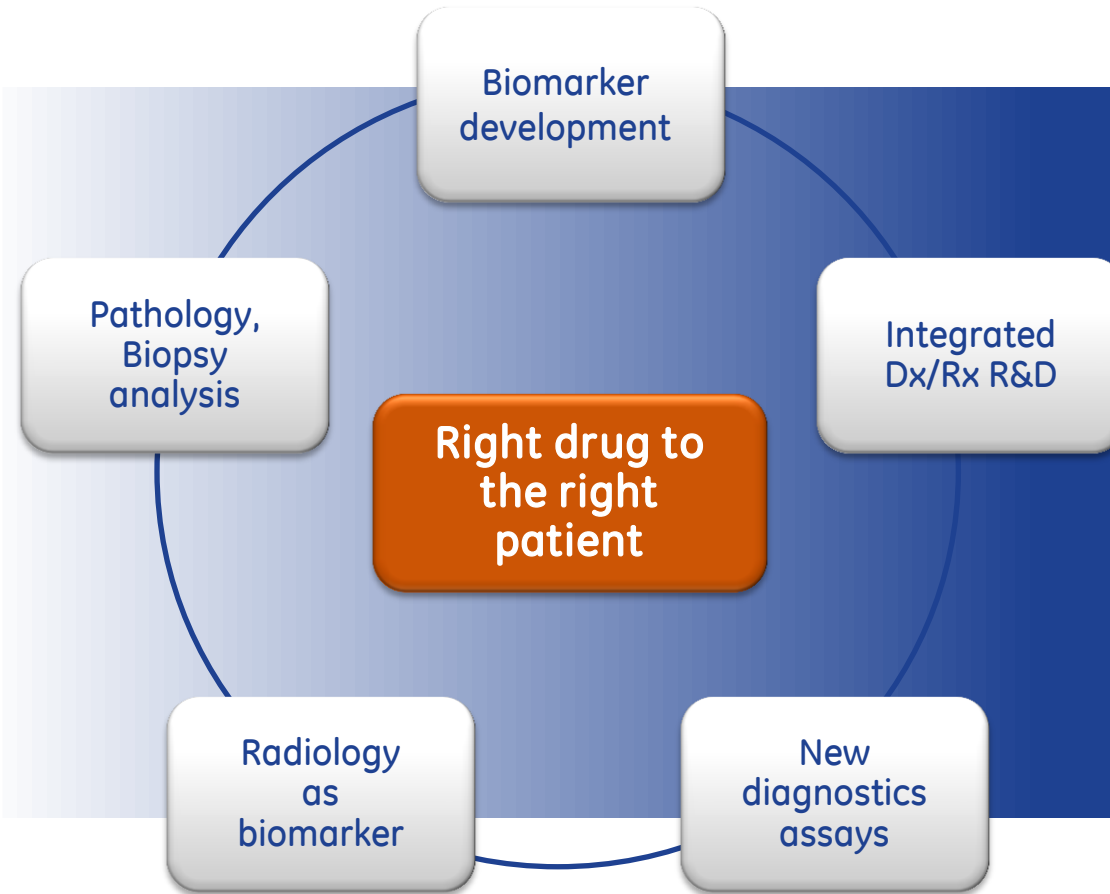 Biomarker
development
Pathology,
Biopsy
analysis
Integrated
Dx/Rx R&D
Right drug to
the right
patient
Radiology
as
biomarker
New
diagnostics
assays